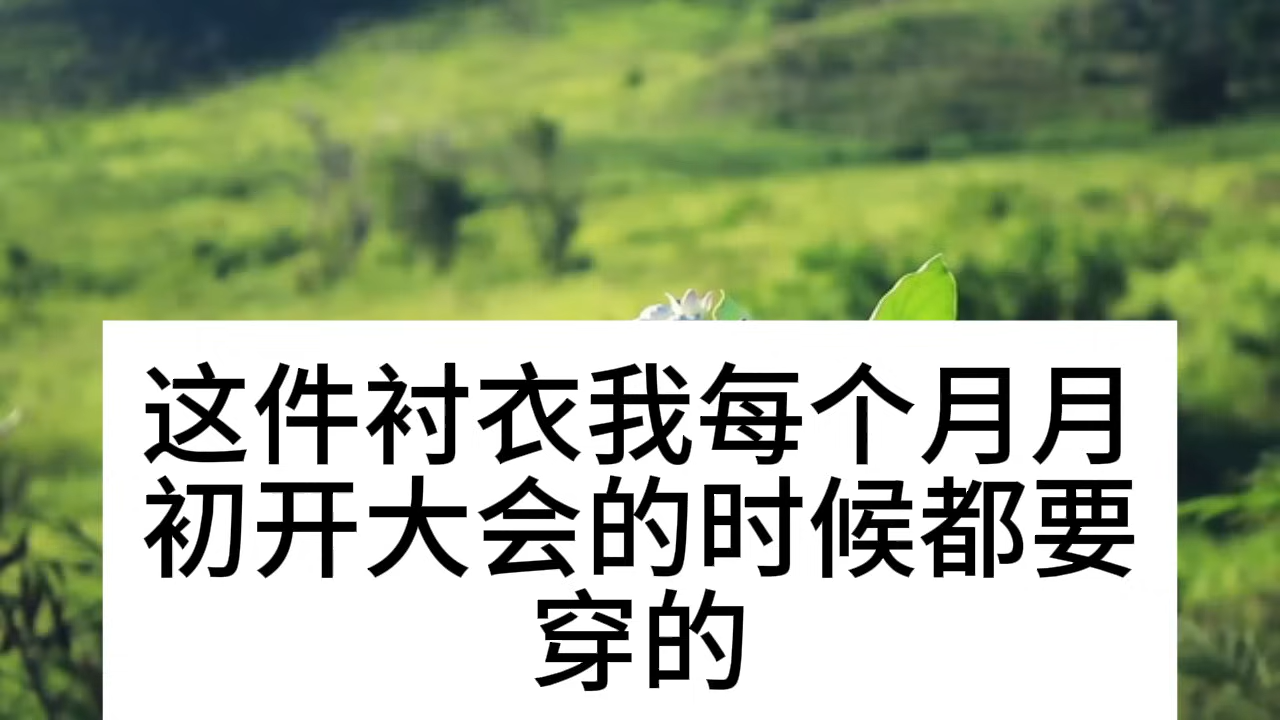 这件衬衣我每个月月
初开大会的时候都要
穿的